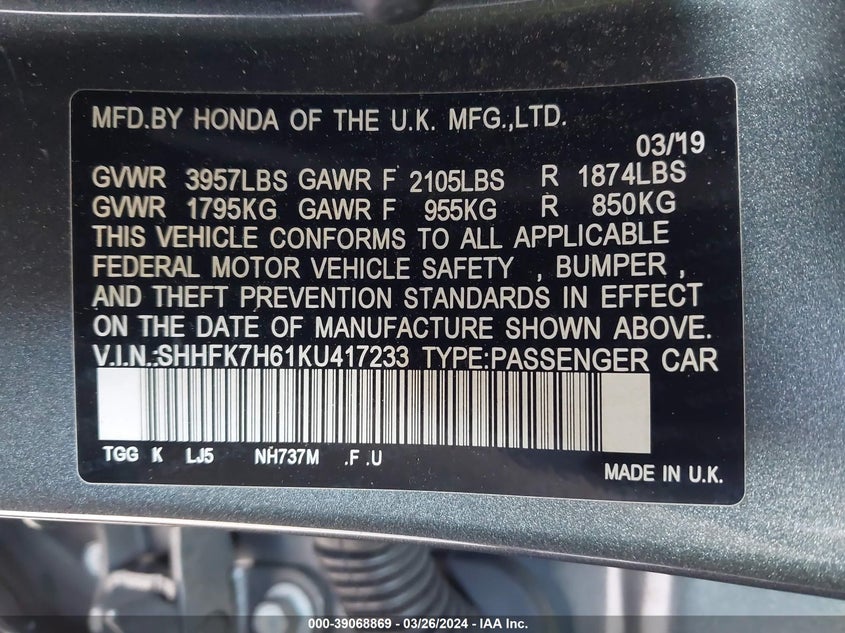 MFD.BY HONDA OF THE U.K. MFG.,LTD.
03/19
GVWR 3957LBS GAWR F 2105LBS R 1874LBS
GVWR 1795KG GAWR F 955KG R 850KG
THIS VEHICLE CONFORMS TO ALL APPLICABLE
FEDERAL MOTOR VEHICLE SAFETY , BUMPER ,
AND THEFT PREVENTION STANDARDS IN EFFECT
ON THE DATE OF MANUFACTURE SHOWN ABOVE.
V.I.N.:SHHFK7H61KU417233 TYPE:PASSENGER CAR
TGG K LJ5 NH737M .F .U
MADE IN U.K.
000-39068869 - 03/26/2024 - IAA Inc.